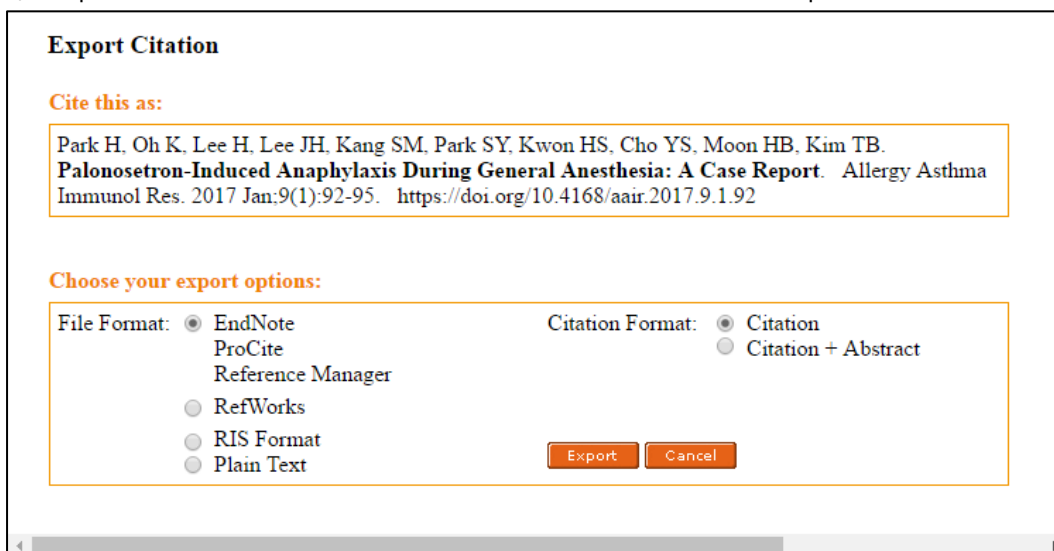 Export Citation
Cite this as:
Park H, Oh K, Lee H, Lee JH, Kang SM, Park SY, Kwon HS, Cho YS, Moon HB, Kim TB.
Palonosetron-Induced Anaphylaxis During General Anesthesia: A Case Report. Allergy Asthma
Immunol Res. 2017 Jan;9(1):92-95. https://doi.org/10.4168/aair.2017.9.1.92
Choose your export options:
File Format: EndNote Citation Format: Citation
ProCite Citation + Abstract
Reference Manager
RefWorks
RIS Format
Plain Text Export Cancel